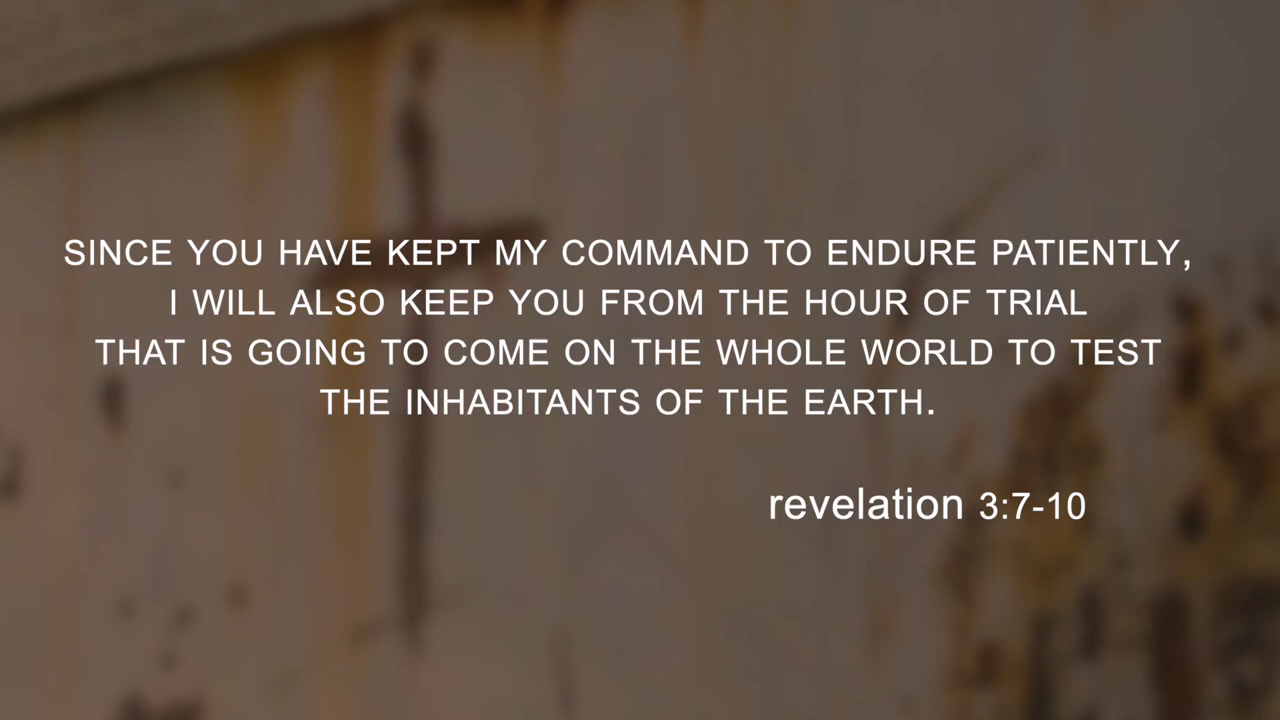 SINCE YOU HAVE KEPT MY COMMAND TO ENDURE PATIENTLY,
I WILL ALSO KEEP YOU FROM THE HOUR OF TRIAL
THAT IS GOING TO COME ON THE WHOLE WORLD TO TEST
THE INHABITANTS OF THE EARTH.
revelation 3:7-10